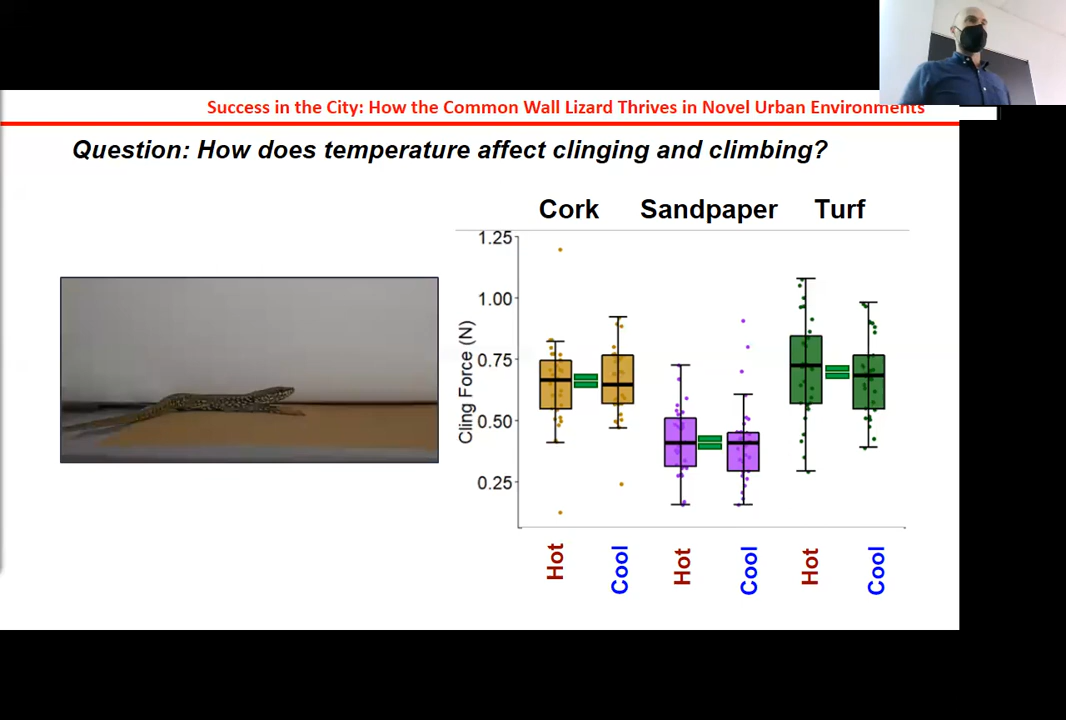 Success in the City: How the Common Wall Lizard Thrives in Novel Urban Environments
Question: How does temperature affect clinging and climbing?
Cork Sandpaper Turf
Cling Force (N)
1.25
1.00
0.75
0.50
0.25
Hot Cool Hot Cool Hot Cool